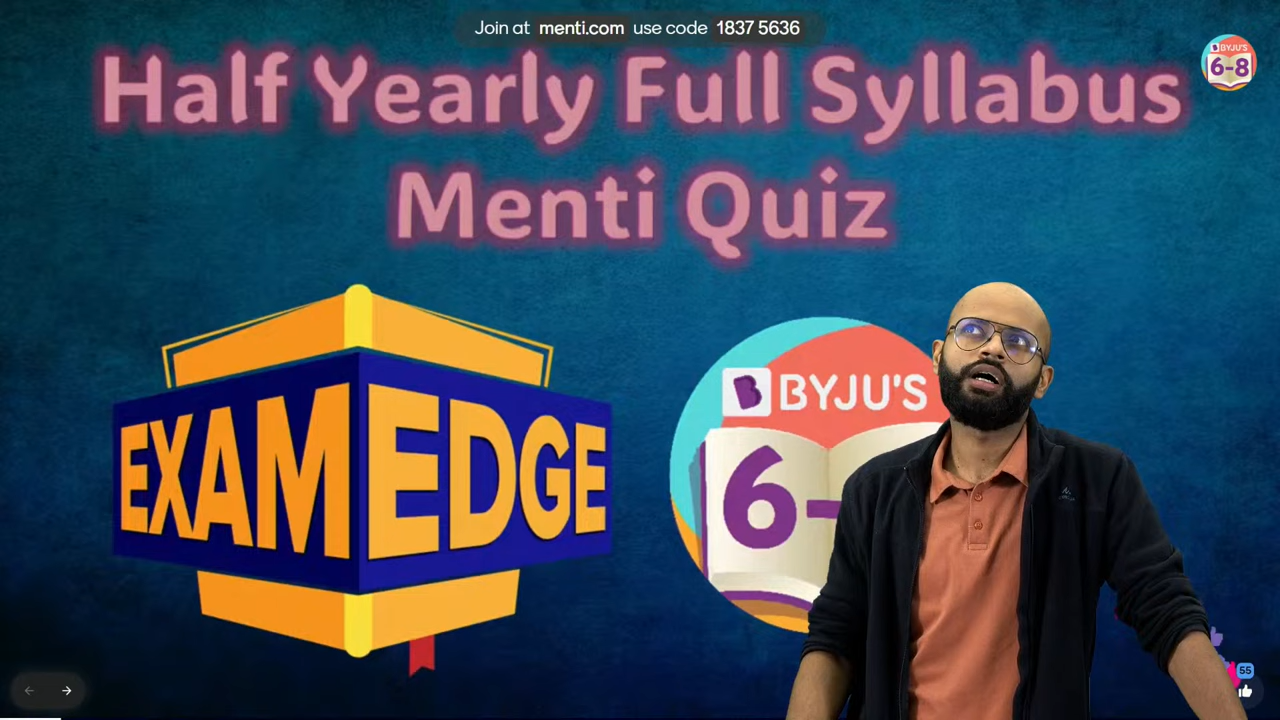 Join at menti.com use code 1837 5636
BYJU'S
6-8
Half Yearly Full Syllabus
Menti Quiz
EXAM EDGE
BYJU'S
6-
55